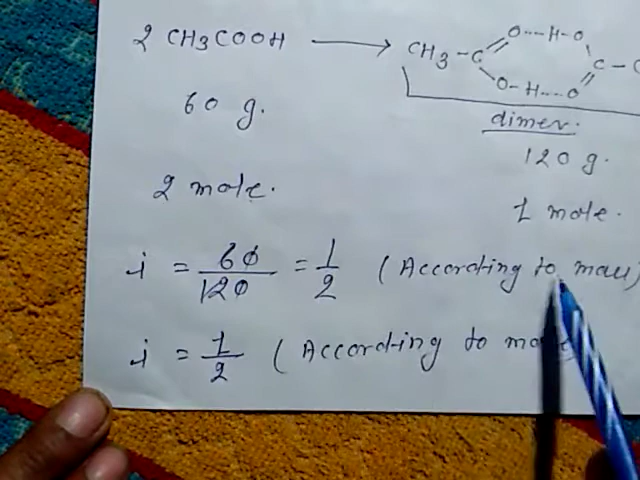 2 CH3COOH ⟶ CH3-C O---H-O C-
O-H---O
60 g.
dimer.
120 g.
2 mole.
1 mole.
i = 60/120 = 1/2 (According to mass)
i = 1/2 (According to mole